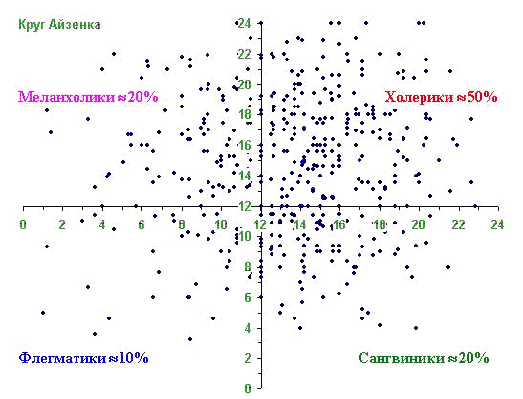 Круг Айзенка
24
22
20
18
16
14
12
10
8
6
4
2
0
Меланхолики ≈20%
Холерики ≈50%
0 2 4 6 8 10 12 14 16 18 20 22 24
Флегматики ≈10%
Сангвиники ≈20%